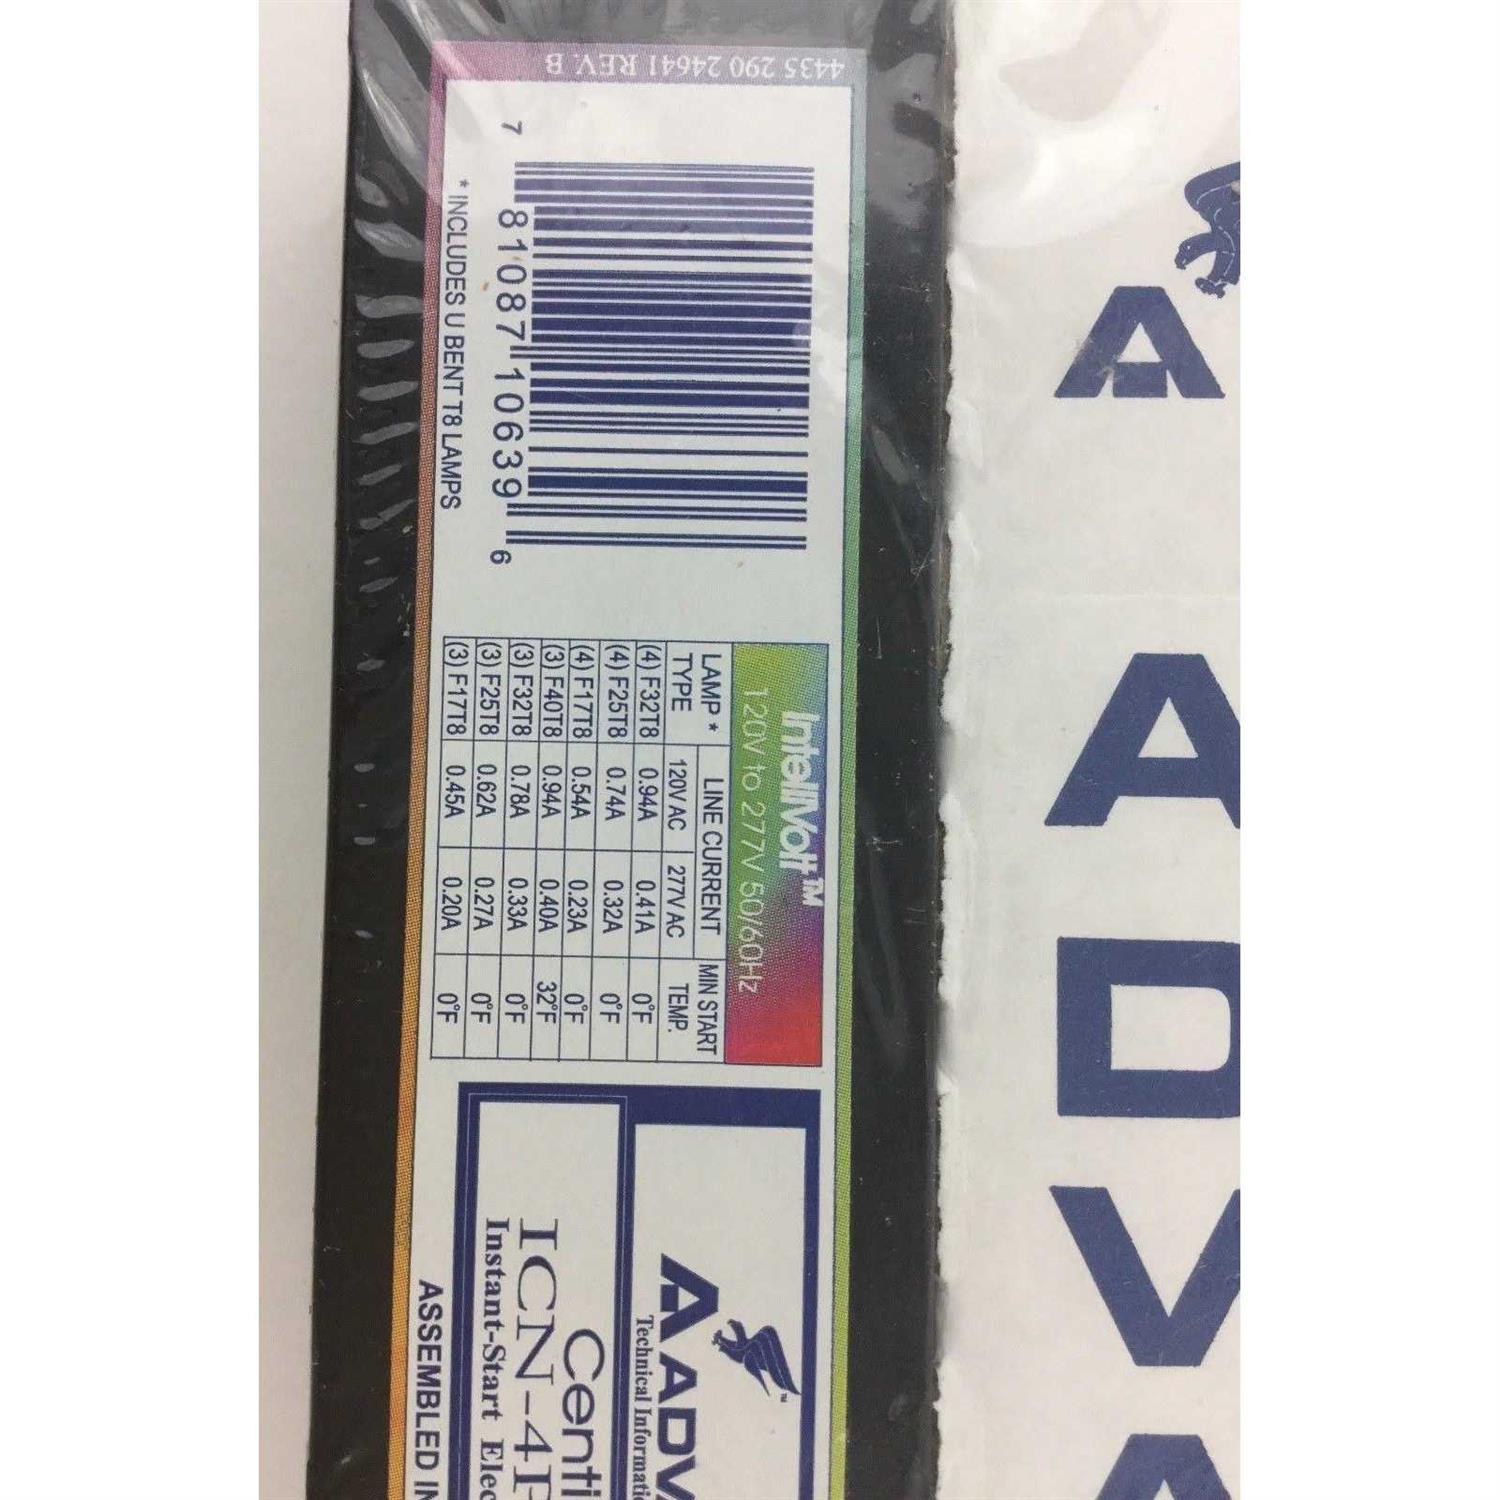 4435 290 24641 REV. B
7 81087 10639 6
* INCLUDES U BENT T8 LAMPS
IntelliVolt™
120V to 277V 50/60Hz
LAMP * TYPE LINE CURRENT MIN START TEMP.
120V AC 277V AC
(4) F32T8 0.94A 0.41A 0°F
(4) F25T8 0.74A 0.32A 0°F
(4) F17T8 0.54A 0.23A 0°F
(3) F40T8 0.94A 0.40A 32°F
(3) F32T8 0.78A 0.33A 0°F
(3) F25T8 0.62A 0.27A 0°F
(3) F17T8 0.45A 0.20A 0°F
ADV
Technical Informati
Centi
ICN-4P
Instant-Start Elec
ASSEMBLED IN
A ADVA